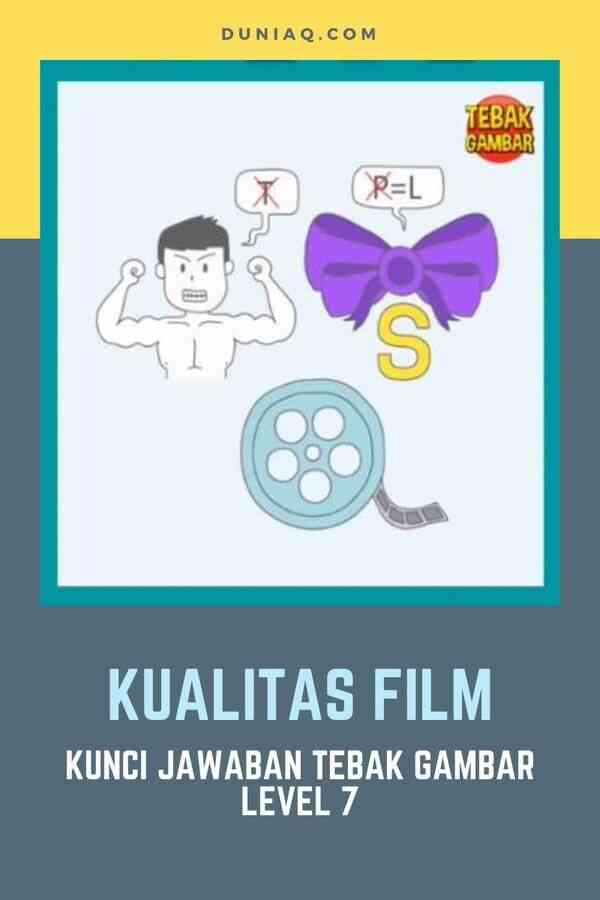 DUNIAQ.COM
TEBAK
GAMBAR
T
P=L
S
KUALITAS FILM
KUNCI JAWABAN TEBAK GAMBAR
LEVEL 7